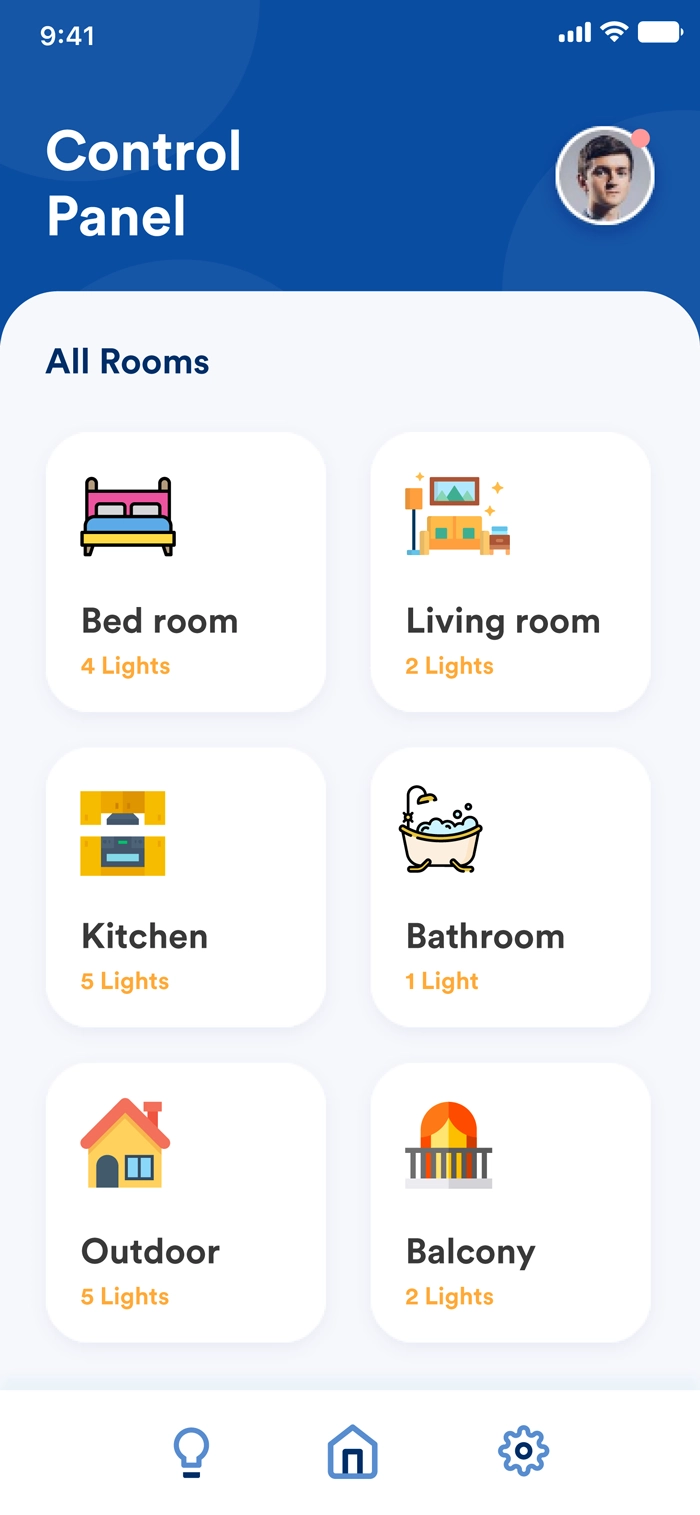 9:41
Control
Panel
All Rooms
Bed room
4 Lights
Living room
2 Lights
Kitchen
5 Lights
Bathroom
1 Light
Outdoor
5 Lights
Balcony
2 Lights